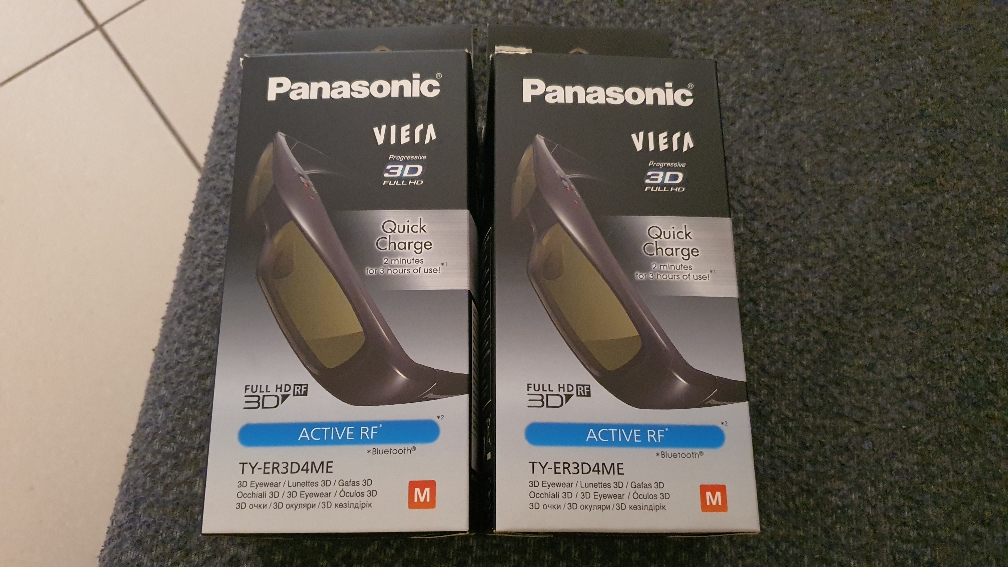 Panasonic®
VIERA
Progressive
3D
FULL HD
Quick
Charge
2 minutes
for 3 hours of use!*1
FULL HD RF
3D
*2
ACTIVE RF*
*Bluetooth®
TY-ER3D4ME
3D Eyewear / Lunettes 3D / Gafas 3D
Occhiali 3D / 3D Eyewear / Óculos 3D
3D очки / 3D окуляри / 3D көзілдірік
M
Panasonic®
VIERA
Progressive
3D
FULL HD
Quick
Charge
2 minutes
for 3 hours of use!*1
FULL HD RF
3D
*2
ACTIVE RF*
*Bluetooth®
TY-ER3D4ME
3D Eyewear / Lunettes 3D / Gafas 3D
Occhiali 3D / 3D Eyewear / Óculos 3D
3D очки / 3D окуляри / 3D көзілдірік
M